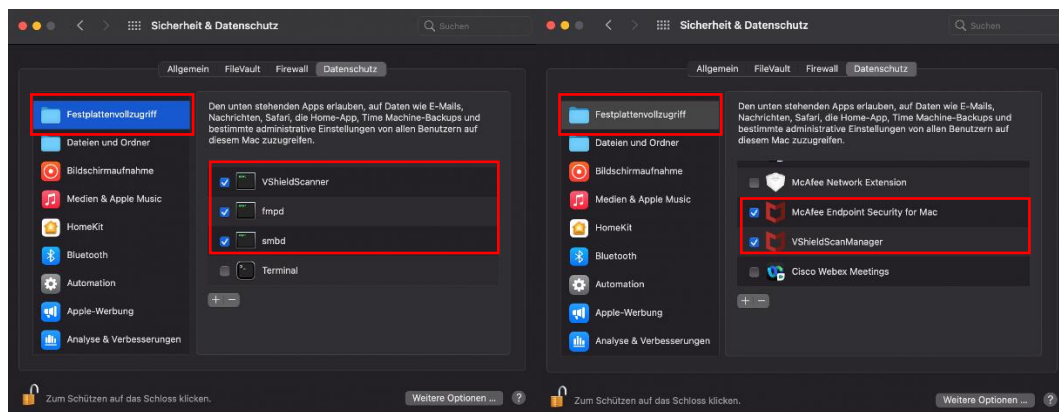 Sicherheit & Datenschutz
Suchen
Allgemein FileVault Firewall Datenschutz
Festplattenvollzugriff
Dateien und Ordner
Bildschirmaufnahme
Medien & Apple Music
HomeKit
Bluetooth
Automation
Apple-Werbung
Analyse & Verbesserungen
Den unten stehenden Apps erlauben, auf Daten wie E-Mails,
Nachrichten, Safari, die Home-App, Time Machine-Backups und
bestimmte administrative Einstellungen von allen Benutzern auf
diesem Mac zuzugreifen.
VShieldScanner
fmpd
smbd
Terminal
+ −
Zum Schützen auf das Schloss klicken.
Weitere Optionen ... ?
Sicherheit & Datenschutz
Suchen
Allgemein FileVault Firewall Datenschutz
Festplattenvollzugriff
Dateien und Ordner
Bildschirmaufnahme
Medien & Apple Music
HomeKit
Bluetooth
Automation
Apple-Werbung
Analyse & Verbesserungen
Den unten stehenden Apps erlauben, auf Daten wie E-Mails,
Nachrichten, Safari, die Home-App, Time Machine-Backups und
bestimmte administrative Einstellungen von allen Benutzern auf
diesem Mac zuzugreifen.
McAfee Network Extension
McAfee Endpoint Security for Mac
VShieldScanManager
Cisco Webex Meetings
+ −
Zum Schützen auf das Schloss klicken.
Weitere Optionen ... ?